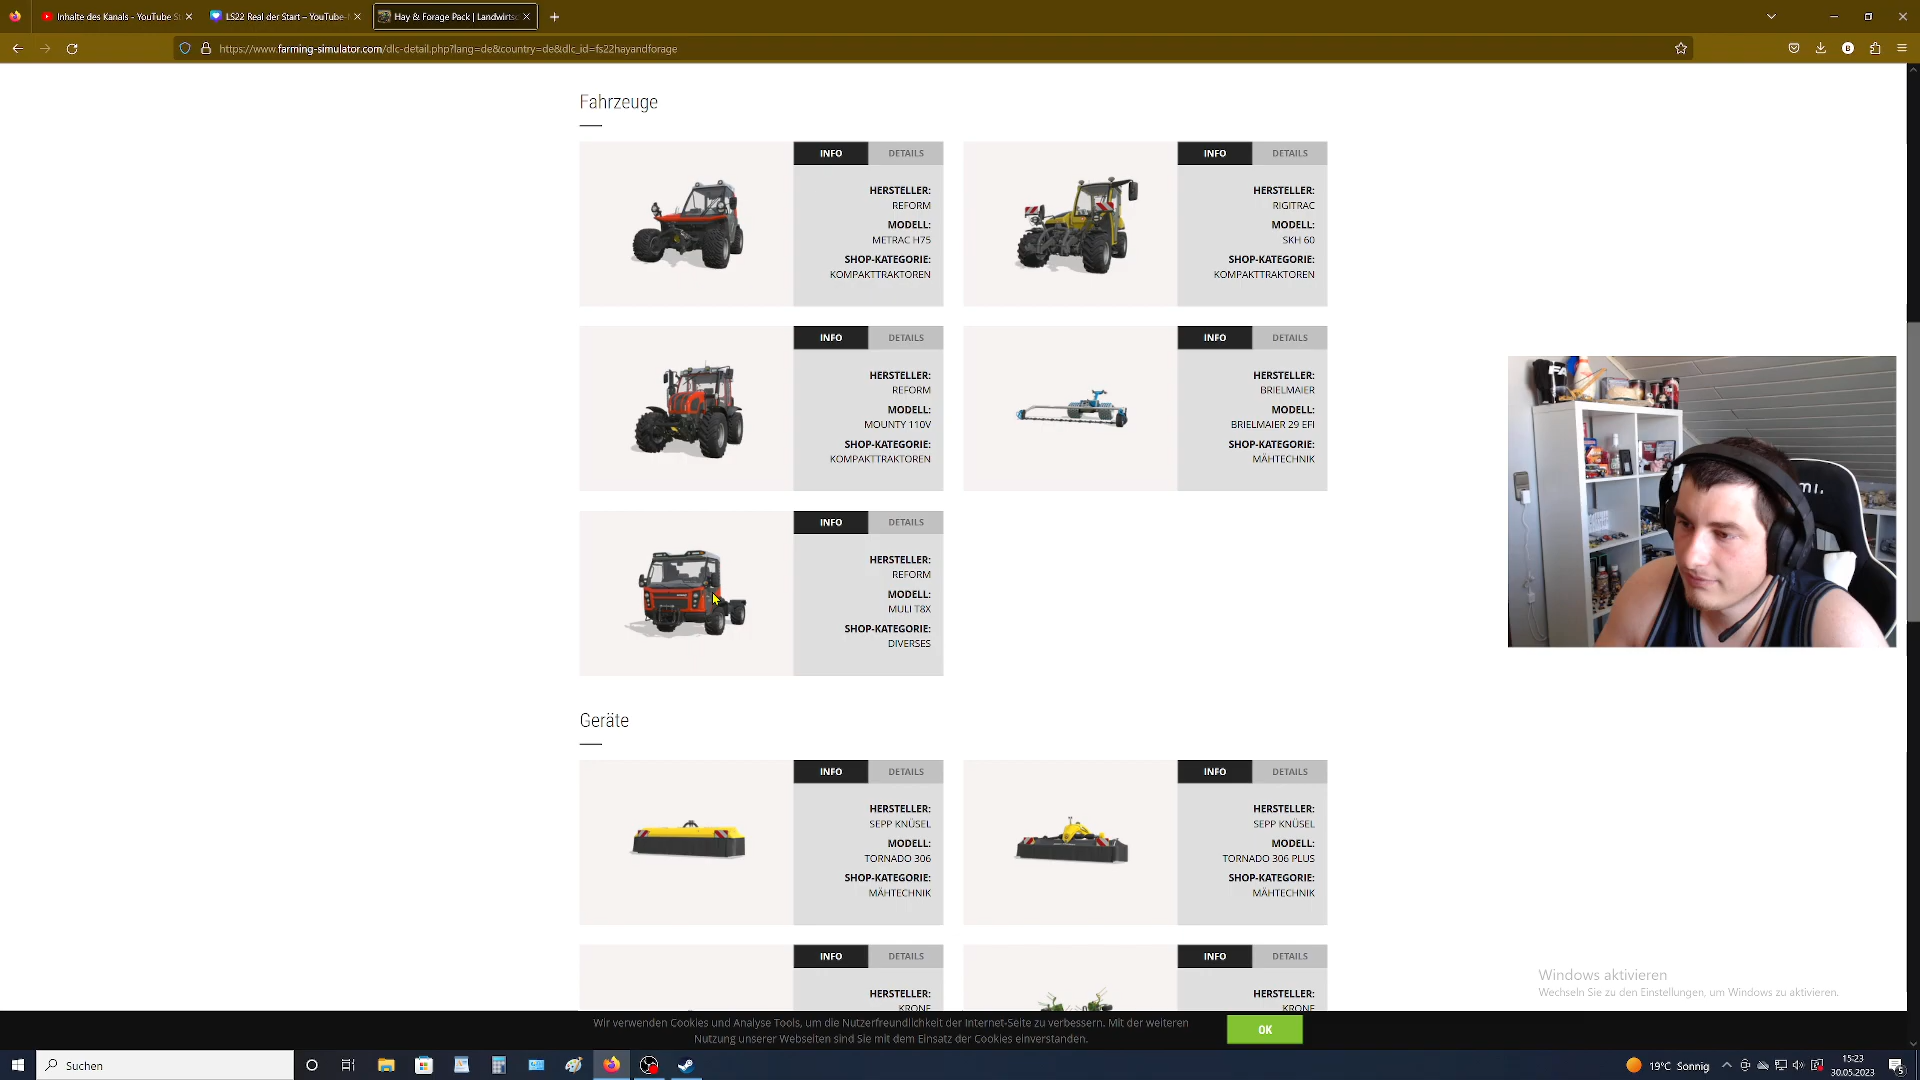 Inhalte des Kanals - YouTube St
LS22 Real der Start – YouTube-
Hay & Forage Pack | Landwirtsc
https://www.farming-simulator.com/dlc-detail.php?lang=de&country=de&dlc_id=fs22hayandforage
Fahrzeuge
INFO DETAILS
HERSTELLER:
REFORM
MODELL:
METRAC H75
SHOP-KATEGORIE:
KOMPAKTTRAKTOREN
INFO DETAILS
HERSTELLER:
RIGITRAC
MODELL:
SKH 60
SHOP-KATEGORIE:
KOMPAKTTRAKTOREN
INFO DETAILS
HERSTELLER:
REFORM
MODELL:
MOUNTY 110V
SHOP-KATEGORIE:
KOMPAKTTRAKTOREN
INFO DETAILS
HERSTELLER:
BRIELMAIER
MODELL:
BRIELMAIER 29 EFI
SHOP-KATEGORIE:
MÄHTECHNIK
INFO DETAILS
HERSTELLER:
REFORM
MODELL:
MULI T8X
SHOP-KATEGORIE:
DIVERSES
Geräte
INFO DETAILS
HERSTELLER:
SEPP KNÜSEL
MODELL:
TORNADO 306
SHOP-KATEGORIE:
MÄHTECHNIK
INFO DETAILS
HERSTELLER:
SEPP KNÜSEL
MODELL:
TORNADO 306 PLUS
SHOP-KATEGORIE:
MÄHTECHNIK
INFO DETAILS
HERSTELLER:
KRONE
INFO DETAILS
HERSTELLER:
KRONE
Windows aktivieren
Wechseln Sie zu den Einstellungen, um Windows zu aktivieren.
Wir verwenden Cookies und Analyse Tools, um die Nutzerfreundlichkeit der Internet-Seite zu verbessern. Mit der weiteren
Nutzung unserer Webseiten sind Sie mit dem Einsatz der Cookies einverstanden.
OK
Suchen
19°C Sonnig
15:23
30.05.2023
5